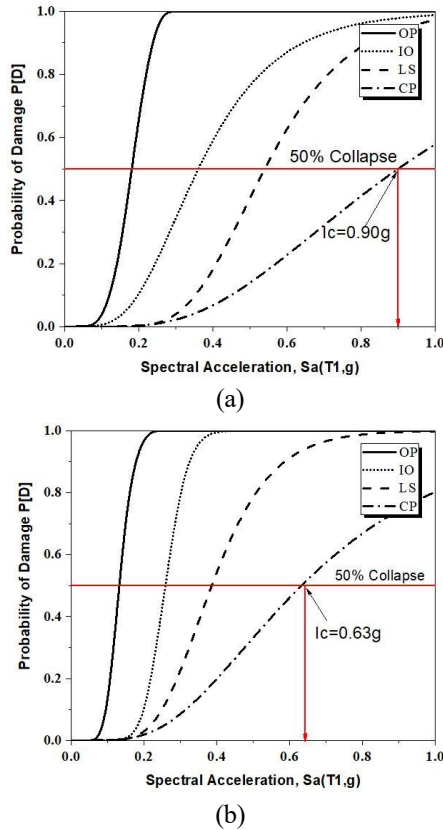 1.0
0.8
0.6
0.4
0.2
0.0
Probability of Damage P[D]
OP
IO
LS
CP
50% Collapse
Ic=0.90g
0.0 0.2 0.4 0.6 0.8 1.0
Spectral Acceleration, Sa(T1,g)
(a)
1.0
0.8
0.6
0.4
0.2
0.0
Probability of Damage P[D]
OP
IO
LS
CP
50% Collapse
Ic=0.63g
0.0 0.2 0.4 0.6 0.8 1.0
Spectral Acceleration, Sa(T1,g)
(b)